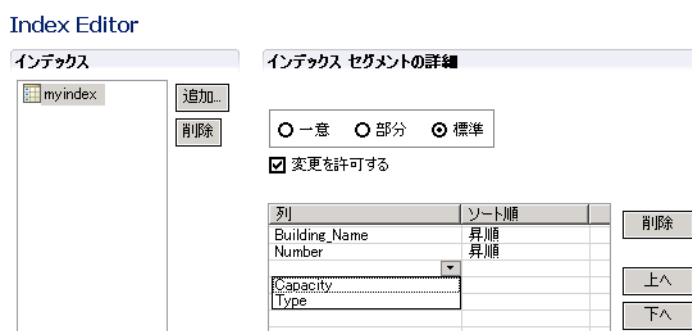 Index Editor
インデックス
myindex
追加...
削除
インデックス セグメントの詳細
一意 部分 標準
変更を許可する
列 ソート順
Building_Name 昇順
Number 昇順
Capacity
Type
削除
上へ
下へ